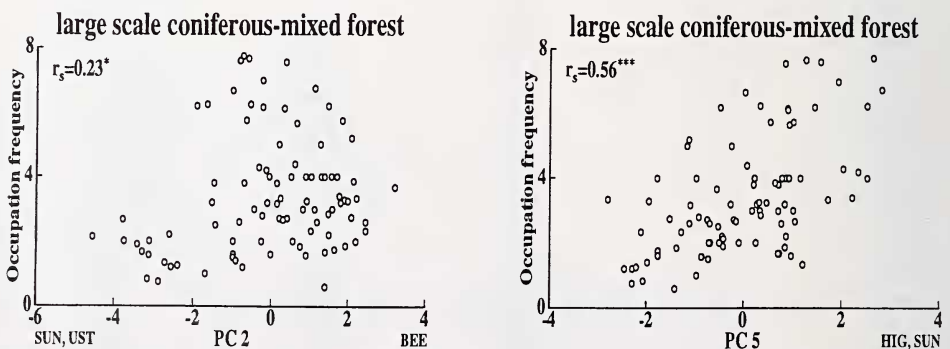 large scale coniferous-mixed forest
8
r_s=0.23*
Occupation frequency
4
0
-6 -4 -2 0 2 4
SUN, UST PC 2 BEE
large scale coniferous-mixed forest
8
r_s=0.56***
Occupation frequency
4
0
-4 -2 0 2 4
PC 5 HIG, SUN